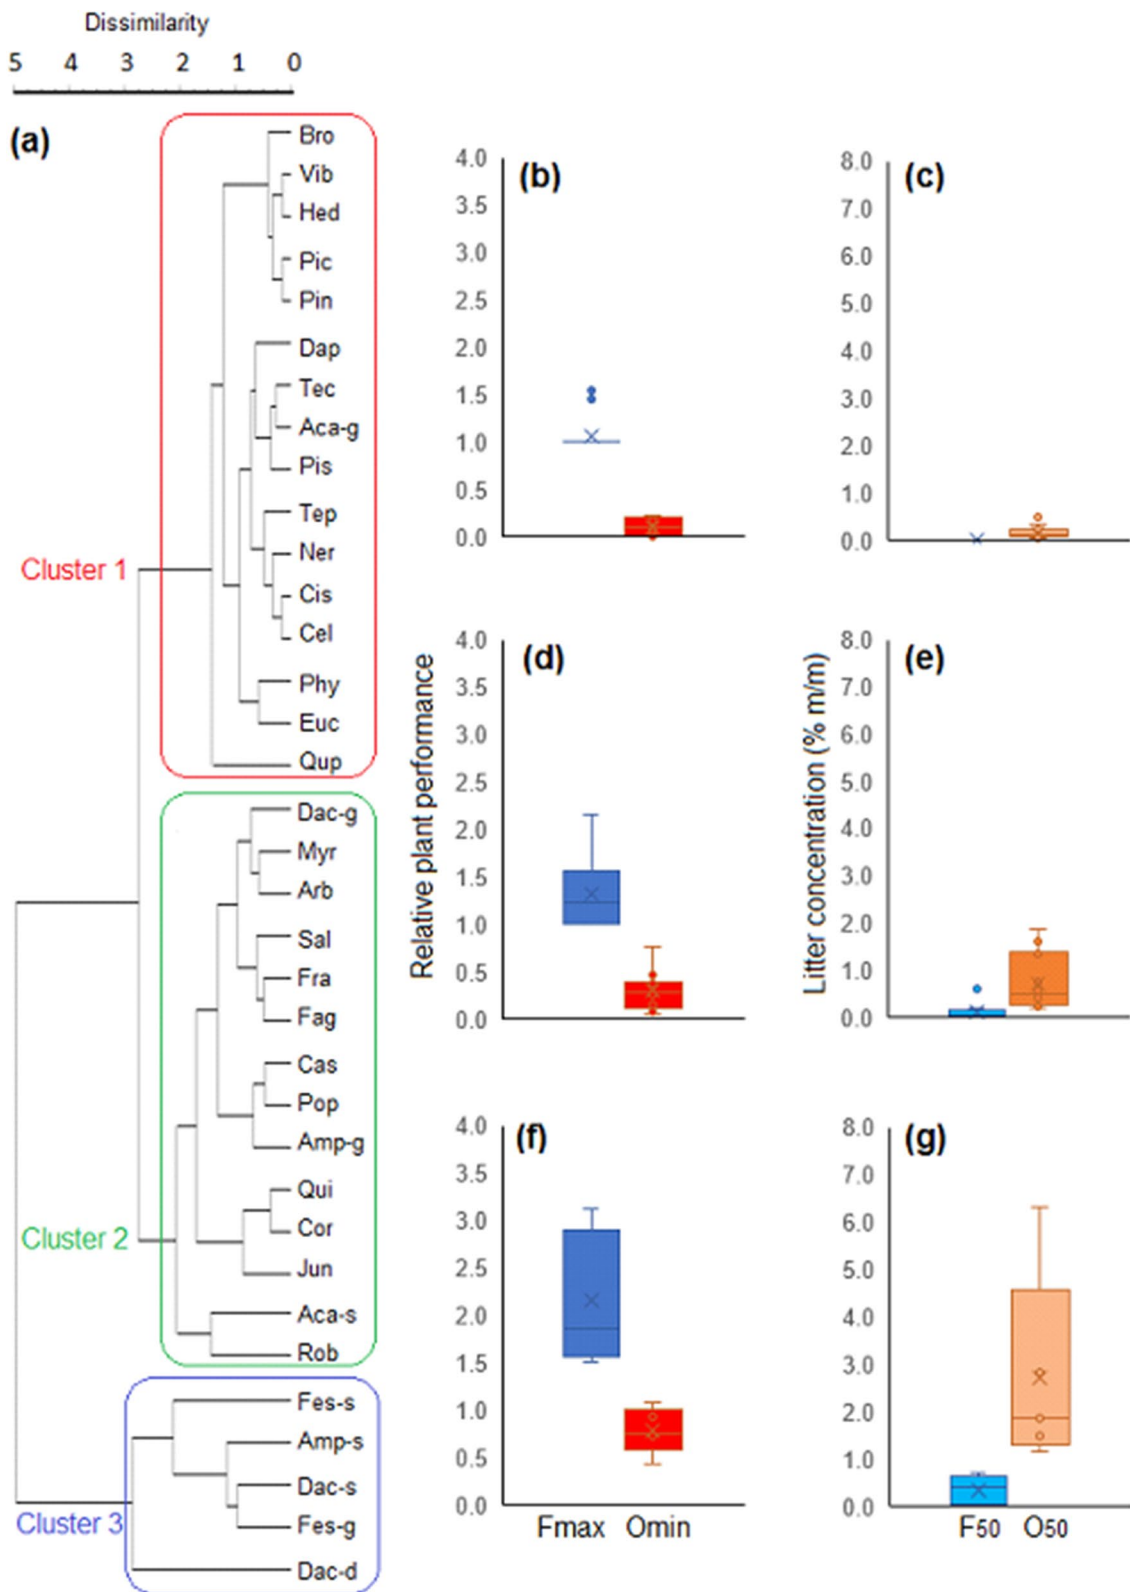 Dissimilarity
5 4 3 2 1 0
(a)
Bro
Vib
Hed
Pic
Pin
Dap
Tec
Aca-g
Pis
Tep
Ner
Cis
Cel
Phy
Euc
Qup
Cluster 1
Dac-g
Myr
Arb
Sal
Fra
Fag
Cas
Pop
Amp-g
Qui
Cor
Jun
Aca-s
Rob
Cluster 2
Fes-s
Amp-s
Dac-s
Fes-g
Dac-d
Cluster 3
(b)
4.0
3.5
3.0
2.5
2.0
1.5
1.0
0.5
0.0
(c)
8.0
7.0
6.0
5.0
4.0
3.0
2.0
1.0
0.0
Relative plant performance
(d)
4.0
3.5
3.0
2.5
2.0
1.5
1.0
0.5
0.0
Litter concentration (% m/m)
(e)
8.0
7.0
6.0
5.0
4.0
3.0
2.0
1.0
0.0
(f)
4.0
3.5
3.0
2.5
2.0
1.5
1.0
0.5
0.0
Fmax Omin
(g)
8.0
7.0
6.0
5.0
4.0
3.0
2.0
1.0
0.0
F50 O50